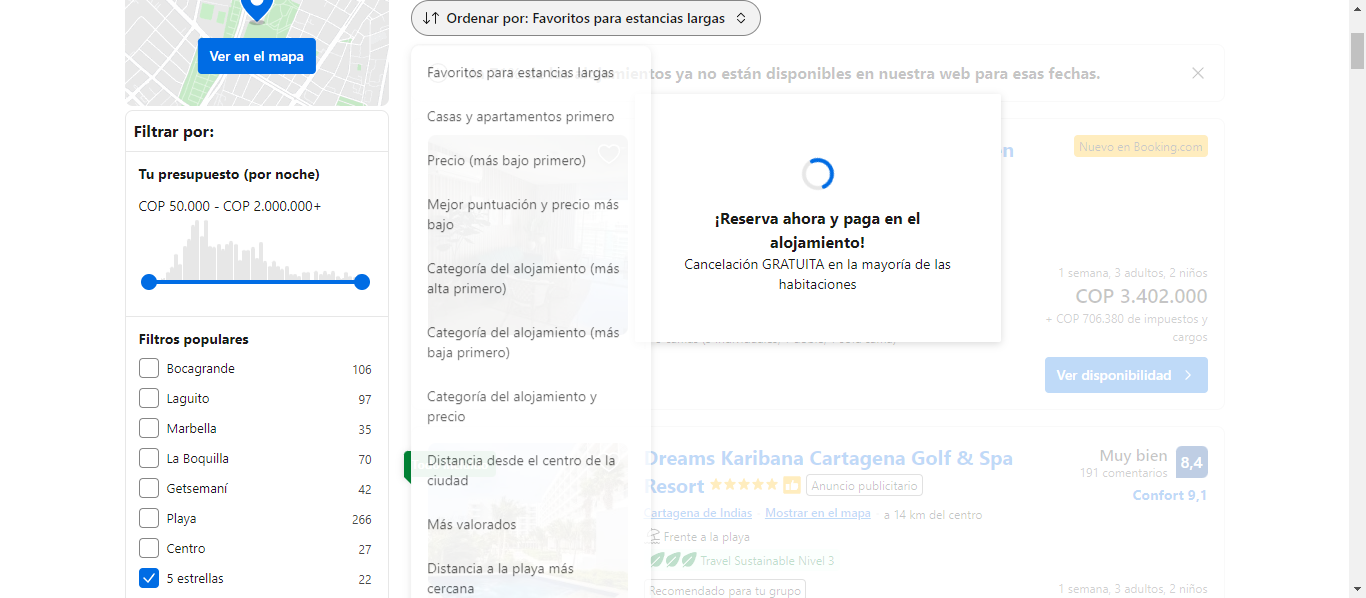 Ver en el mapa
Filtrar por:
Tu presupuesto (por noche)
COP 50.000 - COP 2.000.000+
Filtros populares
Bocagrande 106
Laguito 97
Marbella 35
La Boquilla 70
Getsemaní 42
Playa 266
Centro 27
5 estrellas 22
Ordenar por: Favoritos para estancias largas
Favoritos para estancias largas
Casas y apartamentos primero
Precio (más bajo primero)
Mejor puntuación y precio más
bajo
Categoría del alojamiento (más
alta primero)
Categoría del alojamiento (más
baja primero)
Categoría del alojamiento y
precio
Distancia desde el centro de la
ciudad
Más valorados
Distancia a la playa más
cercana
ya no están disponibles en nuestra web para esas fechas.
¡Reserva ahora y paga en el
alojamiento!
Cancelación GRATUITA en la mayoría de las
habitaciones
Nuevo en Booking.com
1 semana, 3 adultos, 2 niños
COP 3.402.000
+ COP 706.380 de impuestos y
cargos
Ver disponibilidad
Dreams Karibana Cartagena Golf & Spa
Resort Anuncio publicitario
Cartagena de Indias Mostrar en el mapa a 14 km del centro
Frente a la playa
Travel Sustainable Nivel 3
Recomendado para tu grupo
Muy bien 8,4
191 comentarios
Confort 9,1
1 semana, 3 adultos, 2 niños